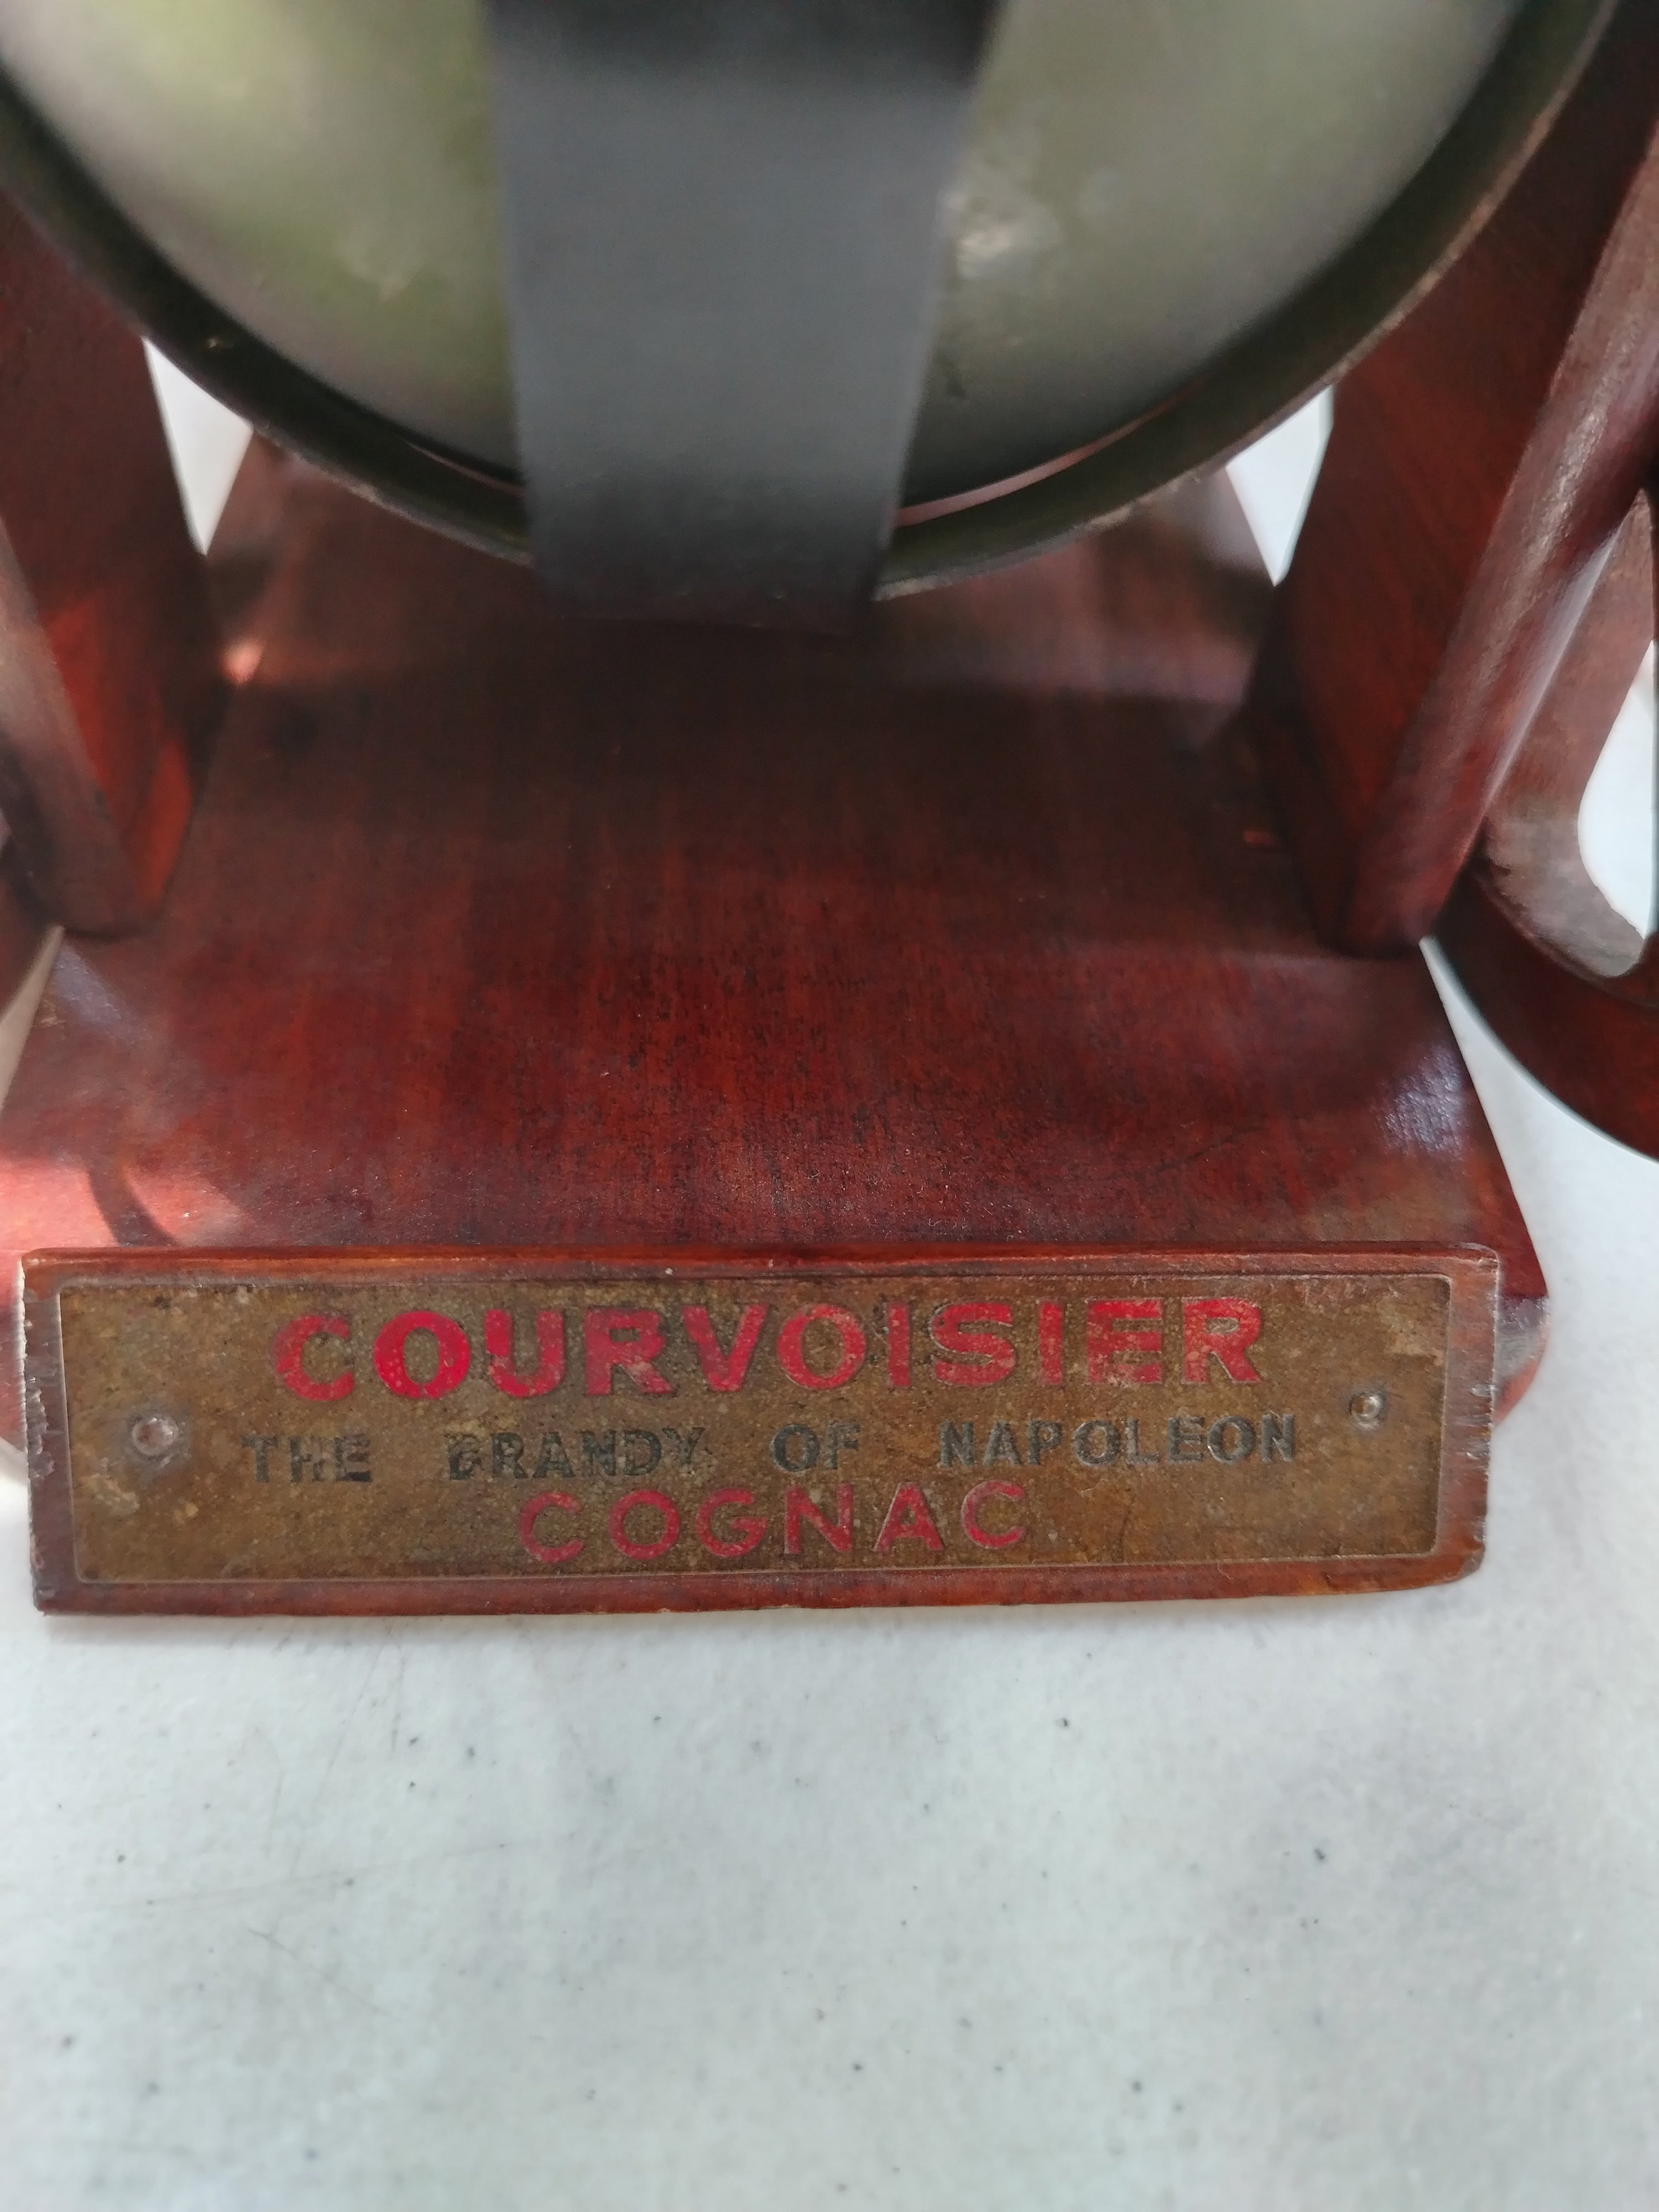 COURVOISIER
THE BRANDY OF NAPOLEON
COGNAC